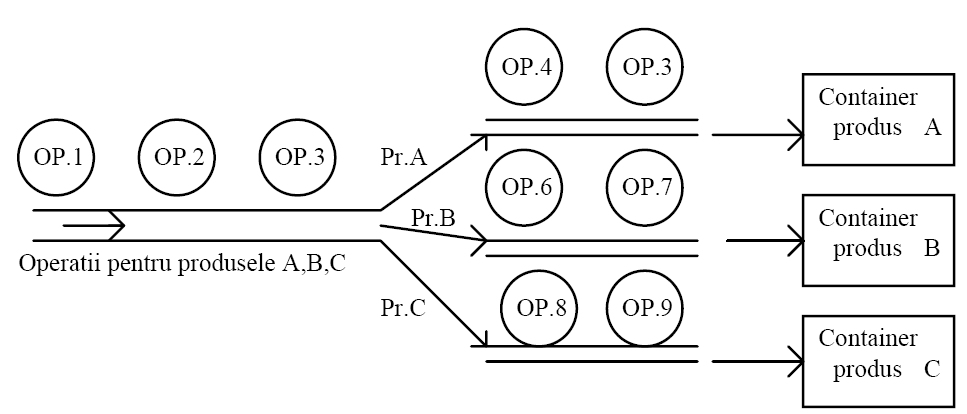 OP.4
OP.3
Container
produs A
OP.1
OP.2
OP.3
Pr.A
OP.6
OP.7
Pr.B
Container
produs B
Operatii pentru produsele A,B,C
Pr.C
OP.8
OP.9
Container
produs C